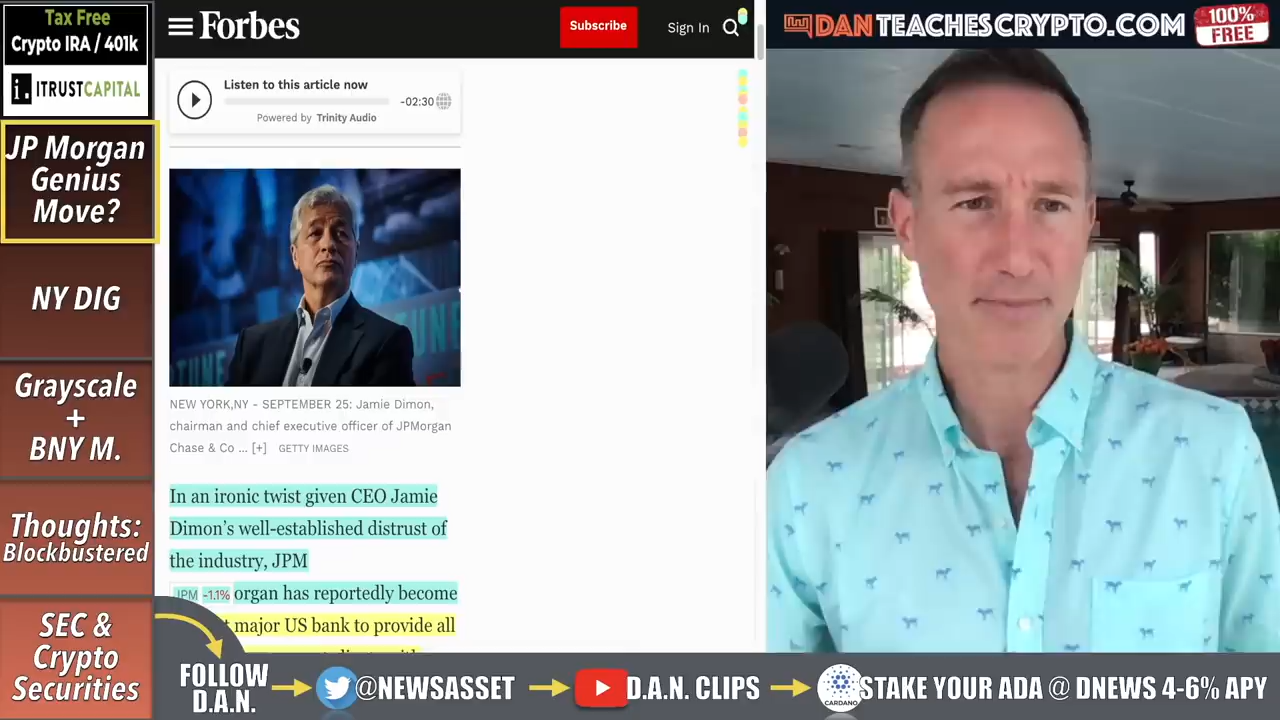 Tax Free
Crypto IRA / 401k
i. ITRUSTCAPITAL
JP Morgan
Genius
Move?
NY DIG
Grayscale
+
BNY M.
Thoughts:
Blockbustered
SEC &
Crypto
Securities
Forbes
Subscribe
Sign In
Listen to this article now
-02:30
Powered by Trinity Audio
FORTUNE
NEW YORK,NY - SEPTEMBER 25: Jamie Dimon,
chairman and chief executive officer of JPMorgan
Chase & Co ... [+] GETTY IMAGES
In an ironic twist given CEO Jamie
Dimon's well-established distrust of
the industry, JPM
JPM -1.1% organ has reportedly become
major US bank to provide all
DANTEACHESCRYPTO.COM
100%
FREE
FOLLOW
D.A.N.
@NEWSASSET
D.A.N. CLIPS
CARDANO
STAKE YOUR ADA @ DNEWS 4-6% APY